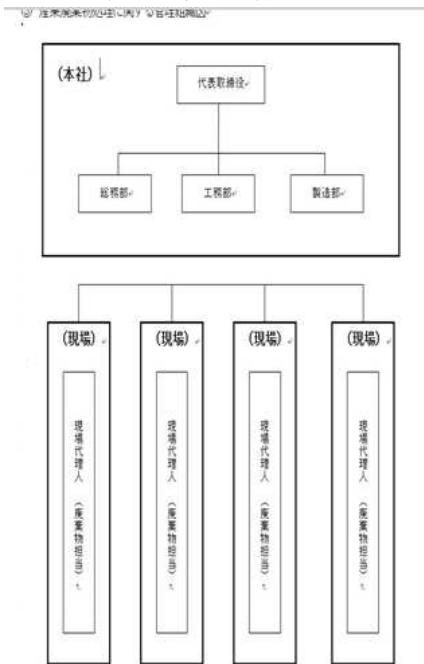 (本社)
代表取締役
総務部
工務部
製造部
(現場)
(現場)
(現場)
(現場)
現場代理人 (廃棄物担当)
現場代理人 (廃棄物担当)
現場代理人 (廃棄物担当)
現場代理人 (廃棄物担当)